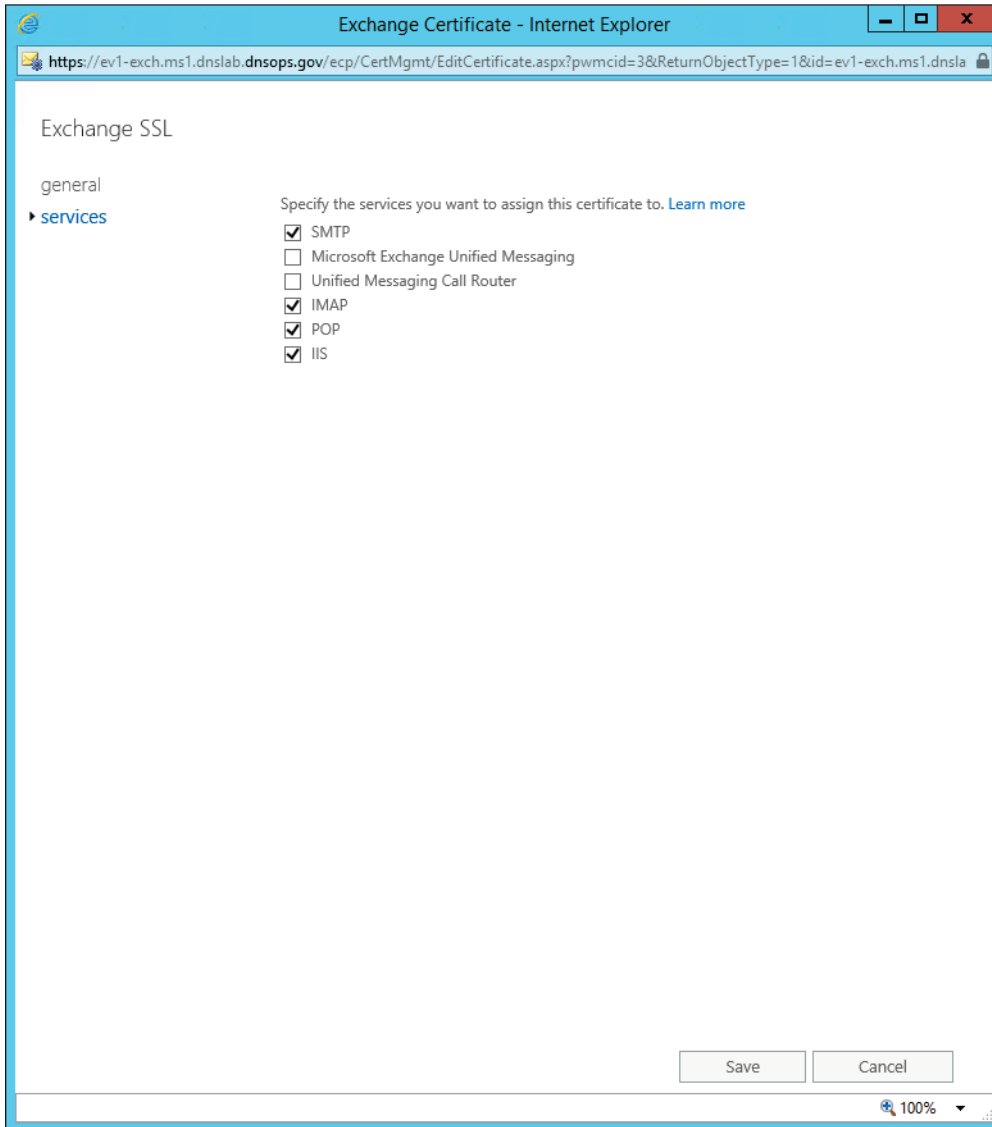 Exchange Certificate - Internet Explorer
https://ev1-exch.ms1.dnslab.dnsops.gov/ecp/CertMgmt/EditCertificate.aspx?pwmcid=3&ReturnObjectType=1&id=ev1-exch.ms1.dnsla
Exchange SSL
general
services
Specify the services you want to assign this certificate to. Learn more
SMTP
Microsoft Exchange Unified Messaging
Unified Messaging Call Router
IMAP
POP
IIS
Save Cancel
100%